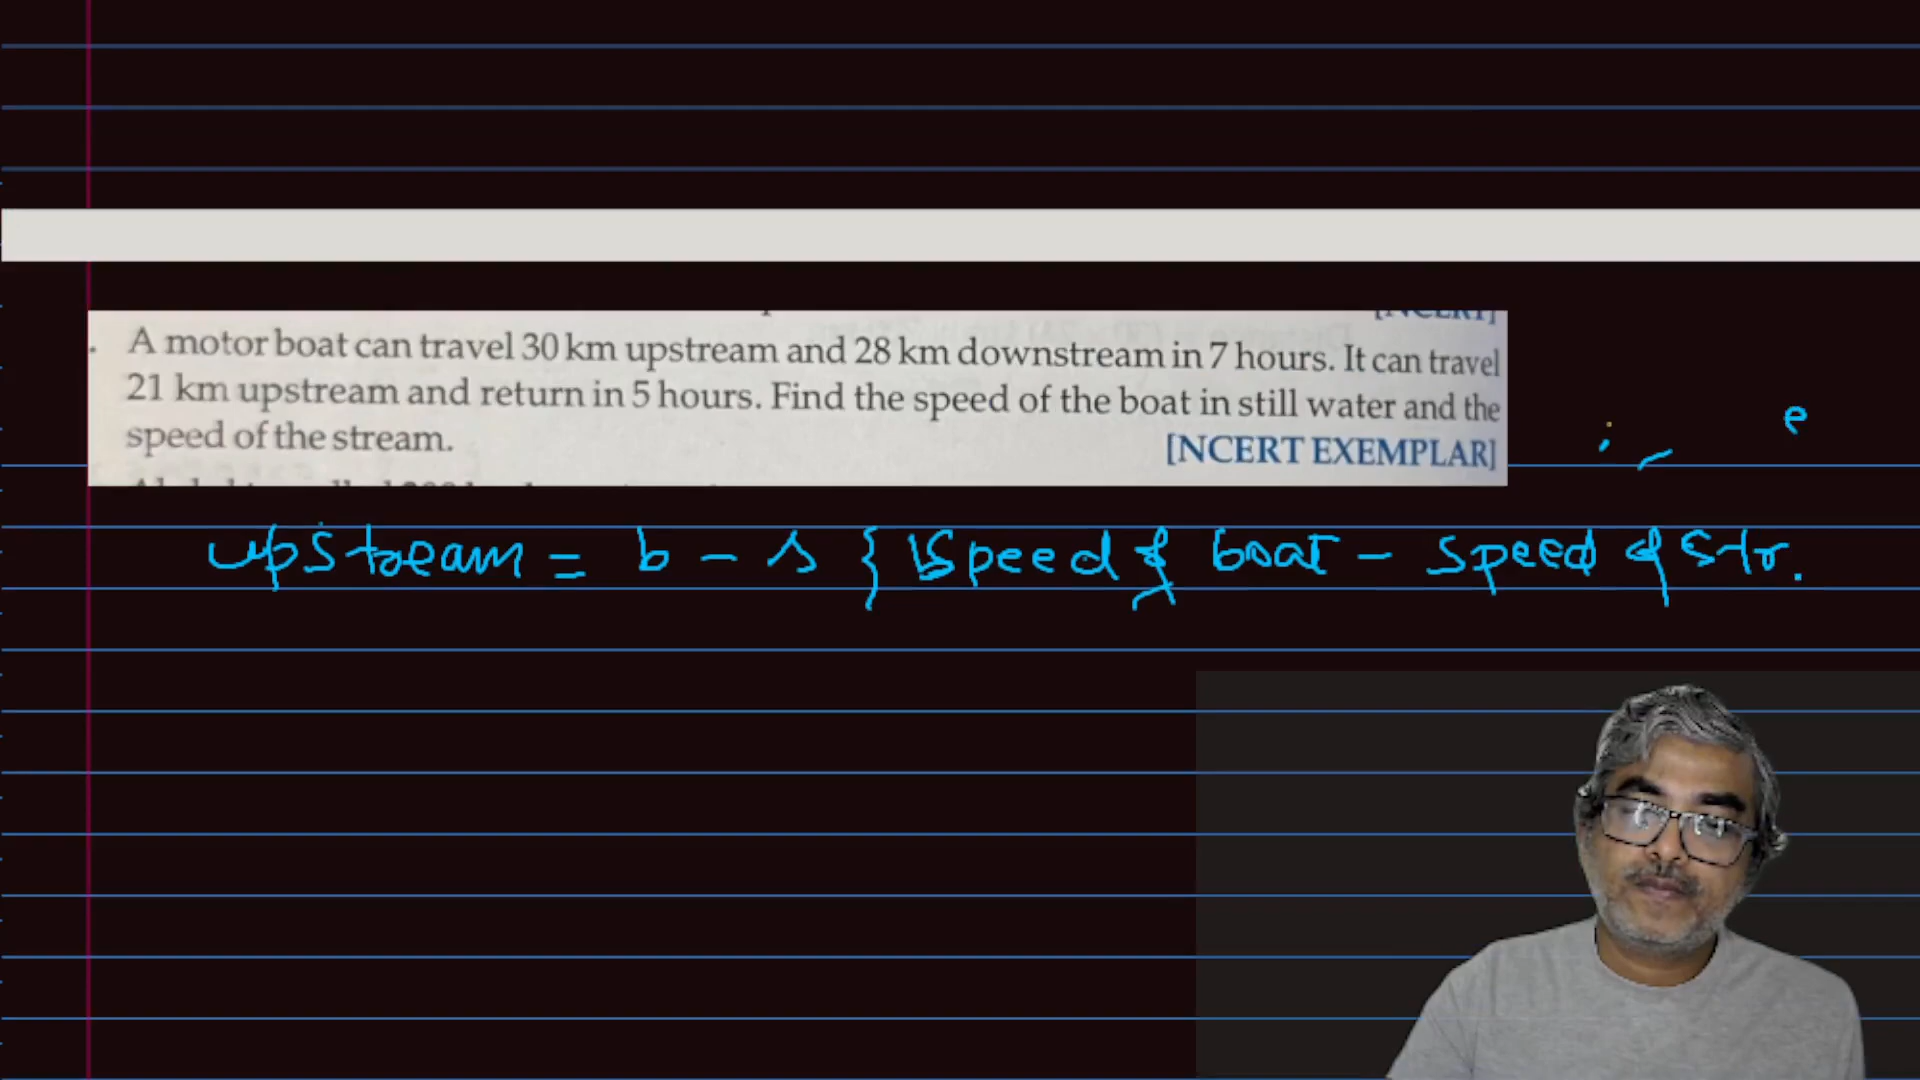 [NCERT]
A motor boat can travel 30 km upstream and 28 km downstream in 7 hours. It can travel
21 km upstream and return in 5 hours. Find the speed of the boat in still water and the
speed of the stream. [NCERT EXEMPLAR]
e
upstream = b - s { speed of boat - speed of str.